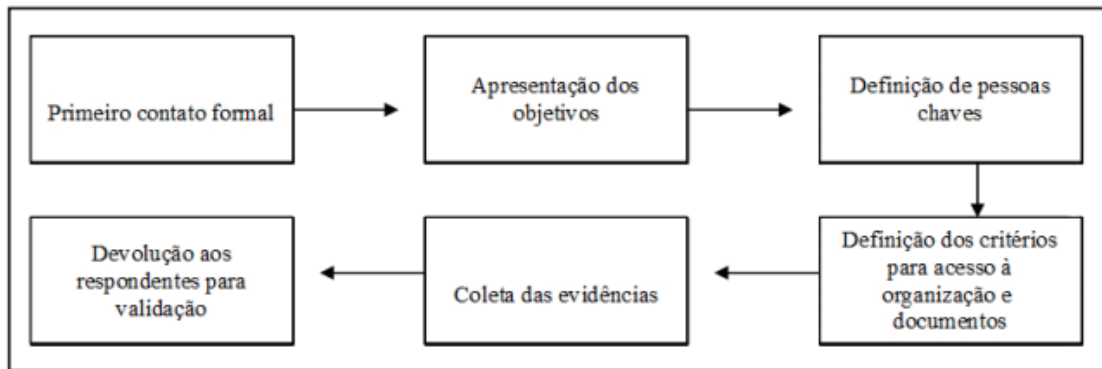 Primeiro contato formal
Apresentação dos
objetivos
Definição de pessoas
chaves
Definição dos critérios
para acesso à
organização e
documentos
Coleta das evidências
Devolução aos
respondentes para
validação